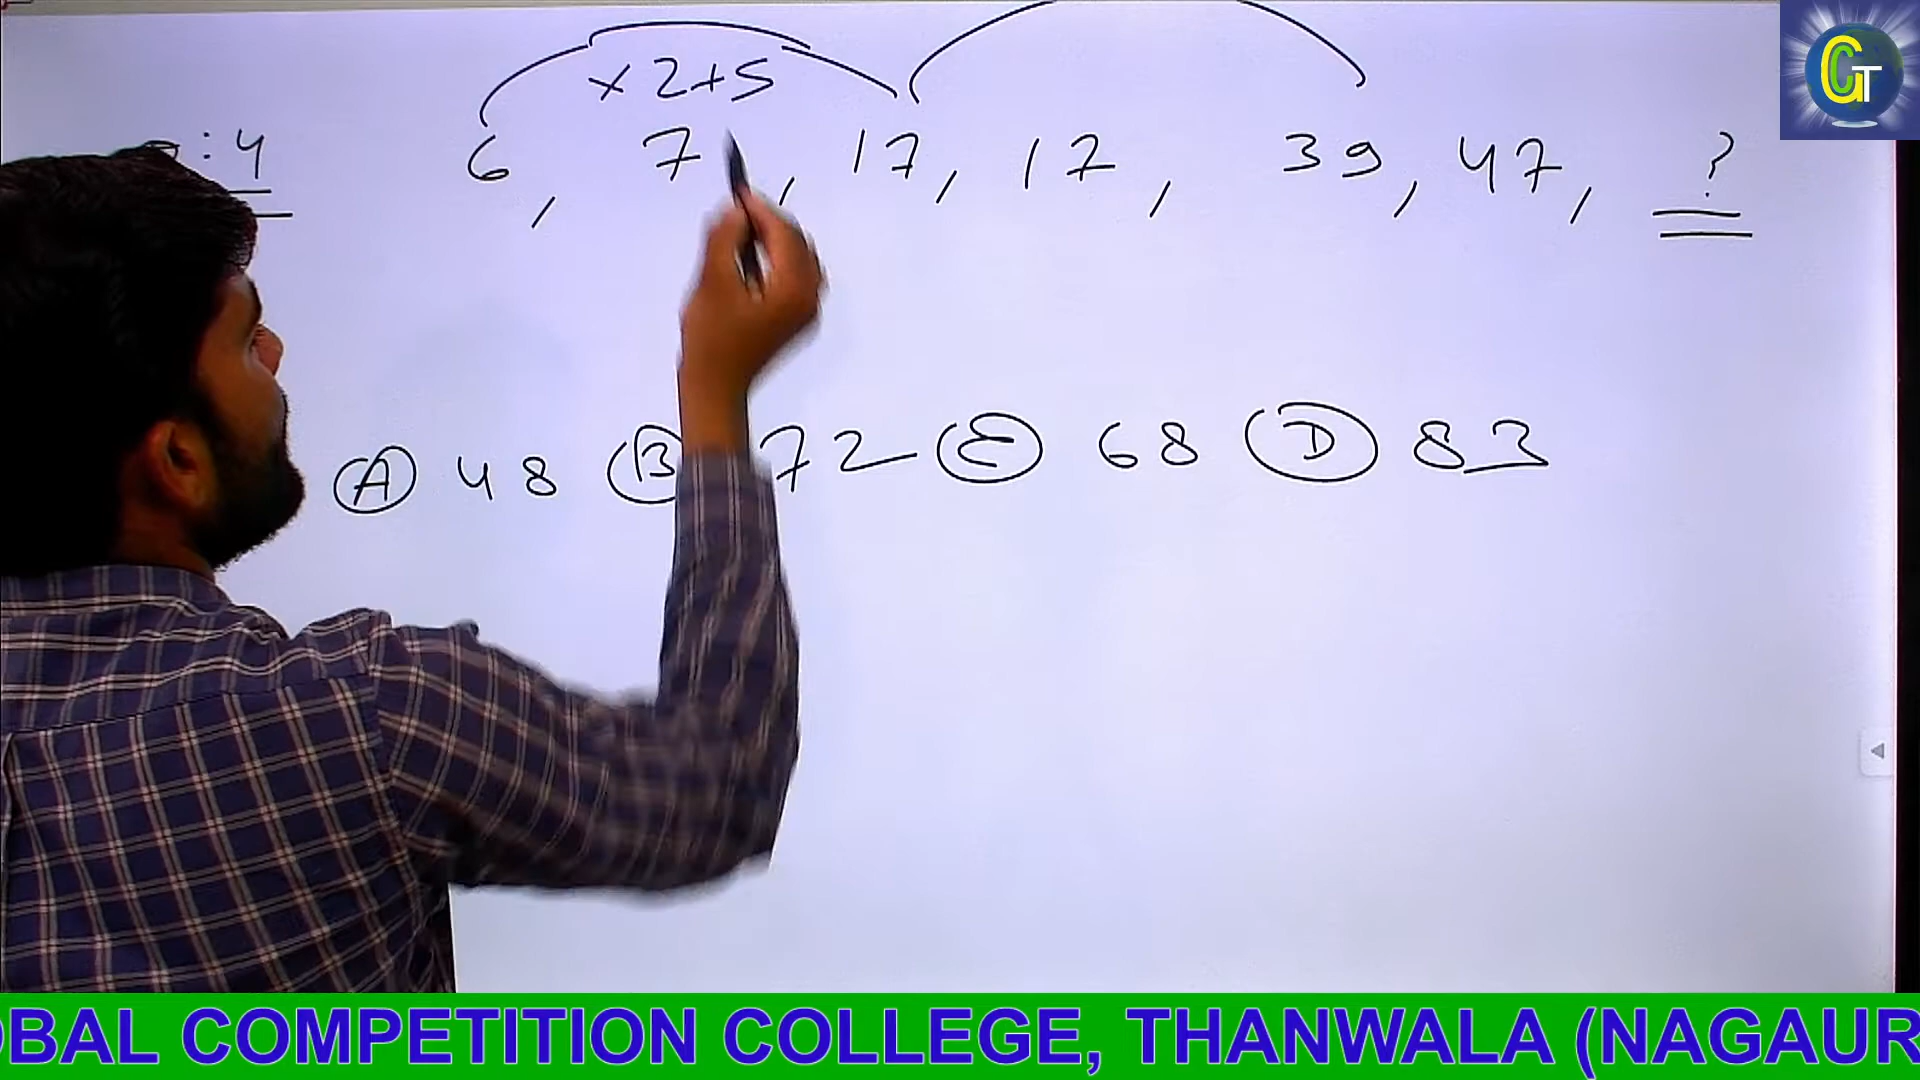 ×2+5
: 4
6, 7, 17, 17, 39, 47, ?
A 48 B 72 C 68 D 83
OBAL COMPETITION COLLEGE, THANWALA (NAGAUR
GT